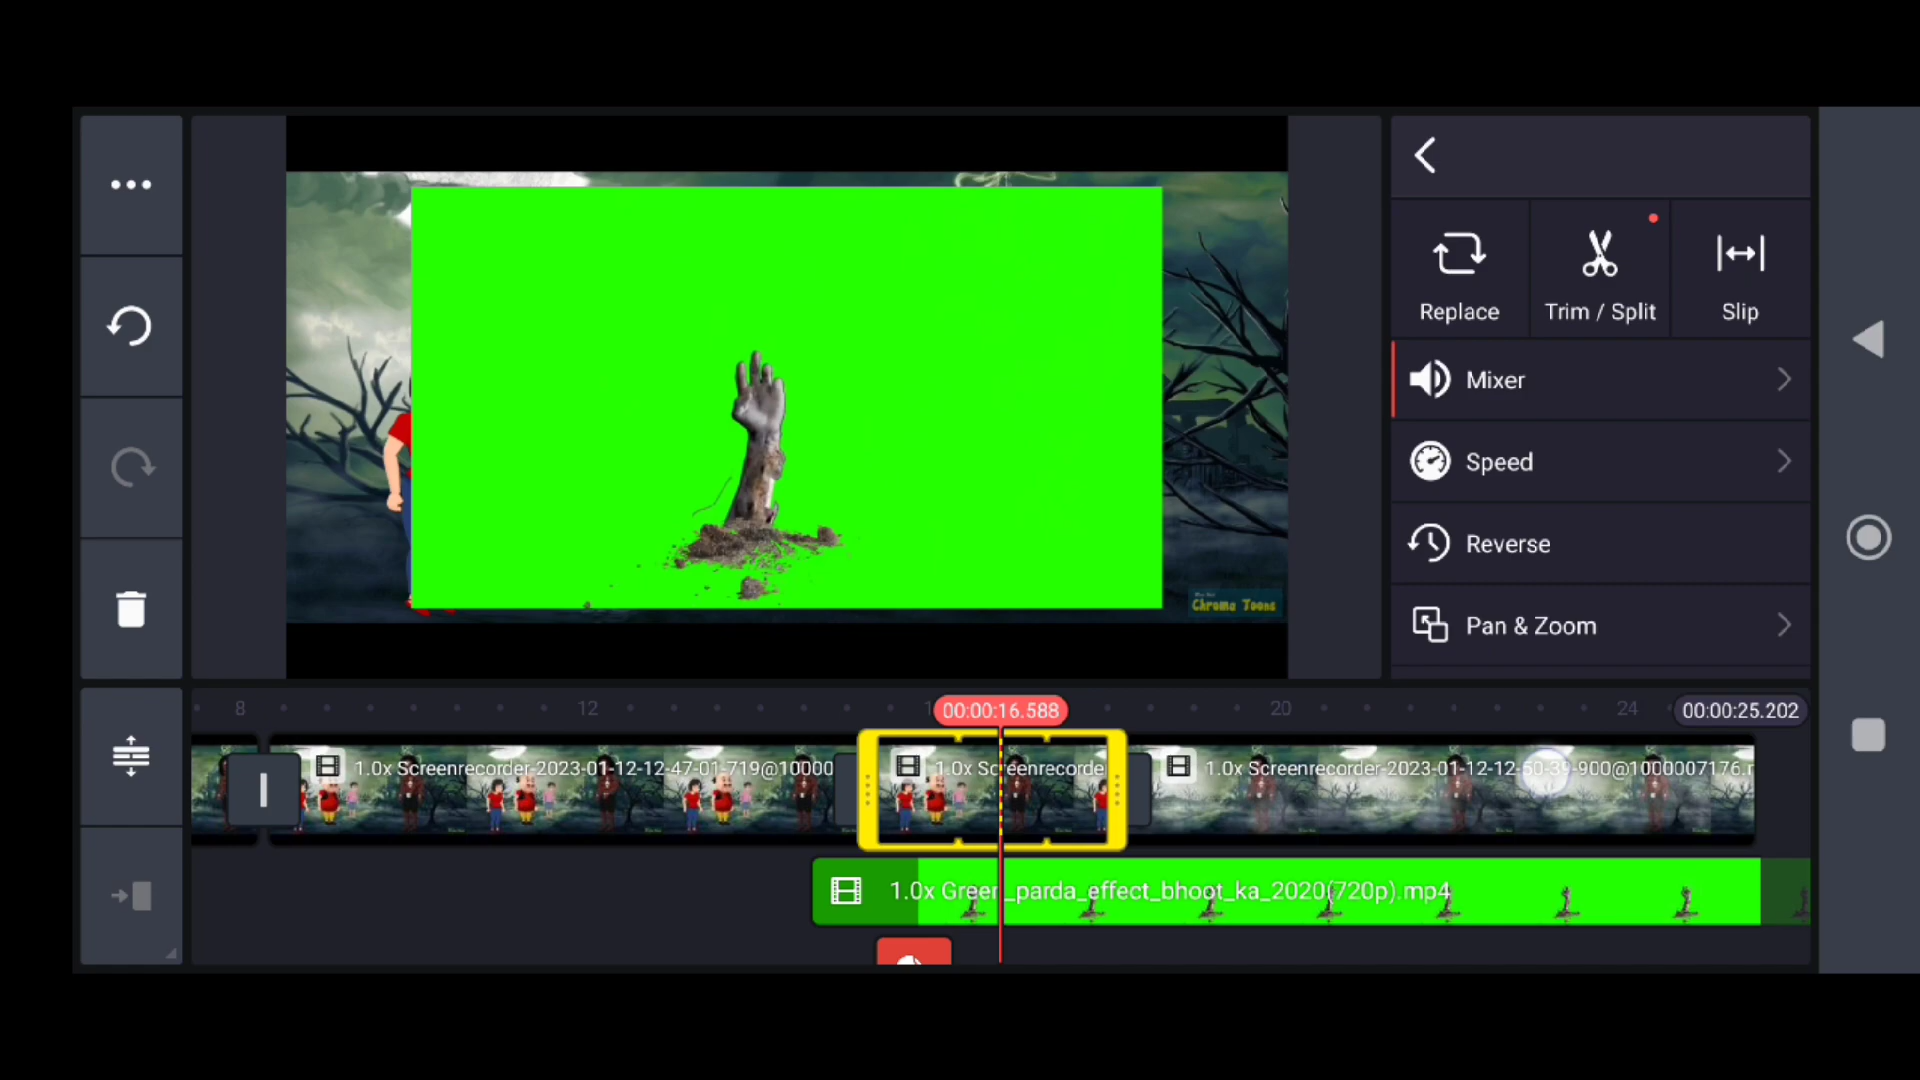 Replace
Trim / Split
Slip
Mixer
Speed
Reverse
Pan & Zoom
Chroma Toons
8
12
00:00:16.588
20
24
00:00:25.202
1.0x Screenrecorder-2023-01-12-12-47-01-719@10000
1.0x Screenrecorde
1.0x Screenrecorder-2023-01-12-12-50-39-900@1000007176.r
1.0x Green_parda_effect_bhoot_ka_2020(720p).mp4